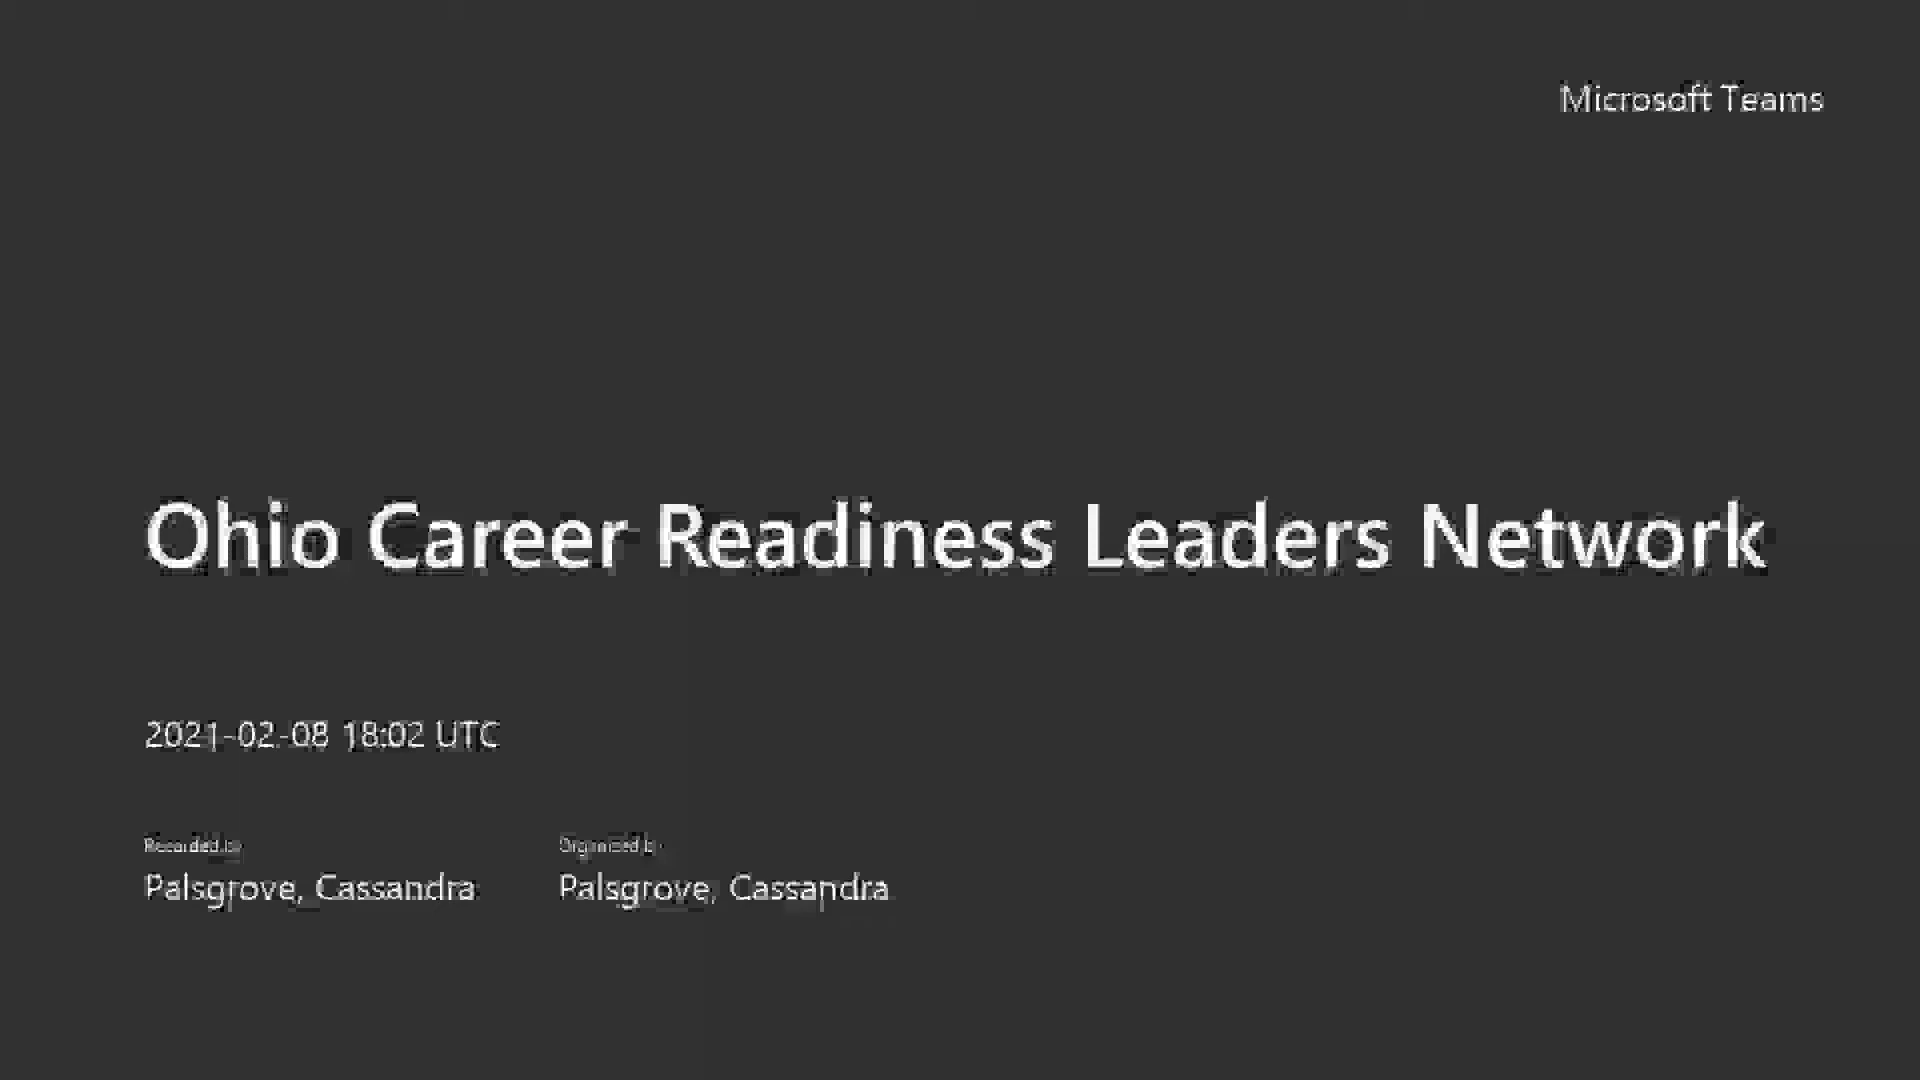 Microsoft Teams
Ohio Career Readiness Leaders Network
2021-02-08 18:02 UTC
Recorded by Organized by
Palsgrove, Cassandra Palsgrove, Cassandra